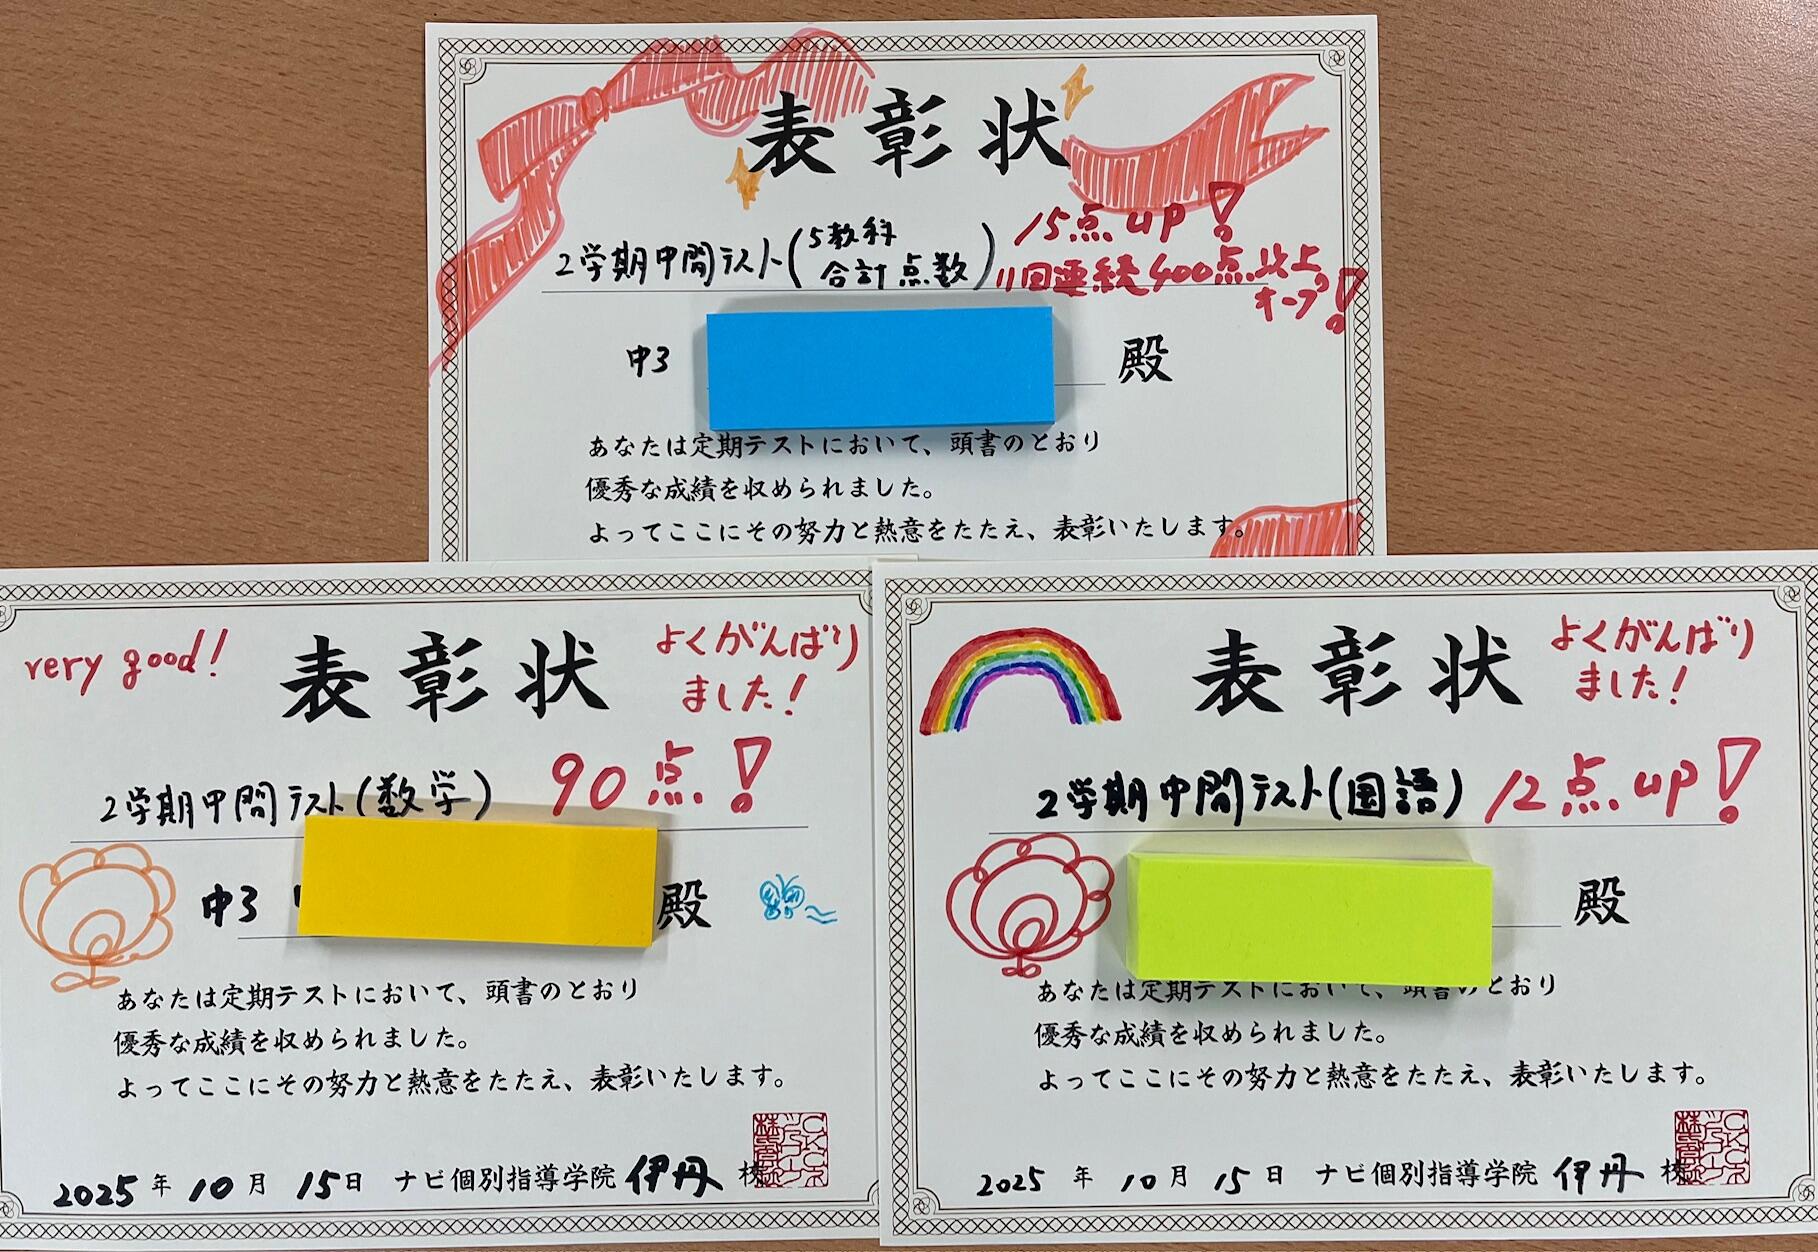 表彰状
2学期中間テスト(5教科合計点数) 15点up!
11回連続400点以上
オーブ!
中3 殿
あなたは定期テストにおいて、頭書のとおり
優秀な成績を収められました。
よってここにその努力と熱意をたたえ、表彰いたします。
very good! 表彰状 よくがんばり
ました!
2学期中間テスト(数学) 90点!
中3 殿
あなたは定期テストにおいて、頭書のとおり
優秀な成績を収められました。
よってここにその努力と熱意をたたえ、表彰いたします。
2025年10月15日 ナビ個別指導学院 伊丹 校
表彰状 よくがんばり
ました!
2学期中間テスト(国語) 12点up!
殿
あなたは定期テストにおいて、頭書のとおり
優秀な成績を収められました。
よってここにその努力と熱意をたたえ、表彰いたします。
2025年10月15日 ナビ個別指導学院 伊丹 校